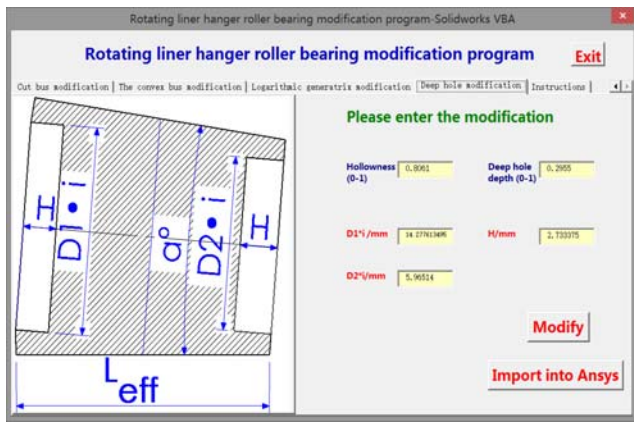 Rotating liner hanger roller bearing modification program-Solidworks VBA
Rotating liner hanger roller bearing modification program
Exit
Cut bus modification | The convex bus modification | Logarithmic generatrix modification | Deep hole modification | Instructions |
Please enter the modification
Hollowness (0-1)
0.8061
Deep hole depth (0-1)
0.2955
D1*i/mm
14.277613495
H/mm
2.733375
D2*i/mm
5.96514
Modify
Import into Ansys
H
D1•i
a°
D2•i
H
Leff